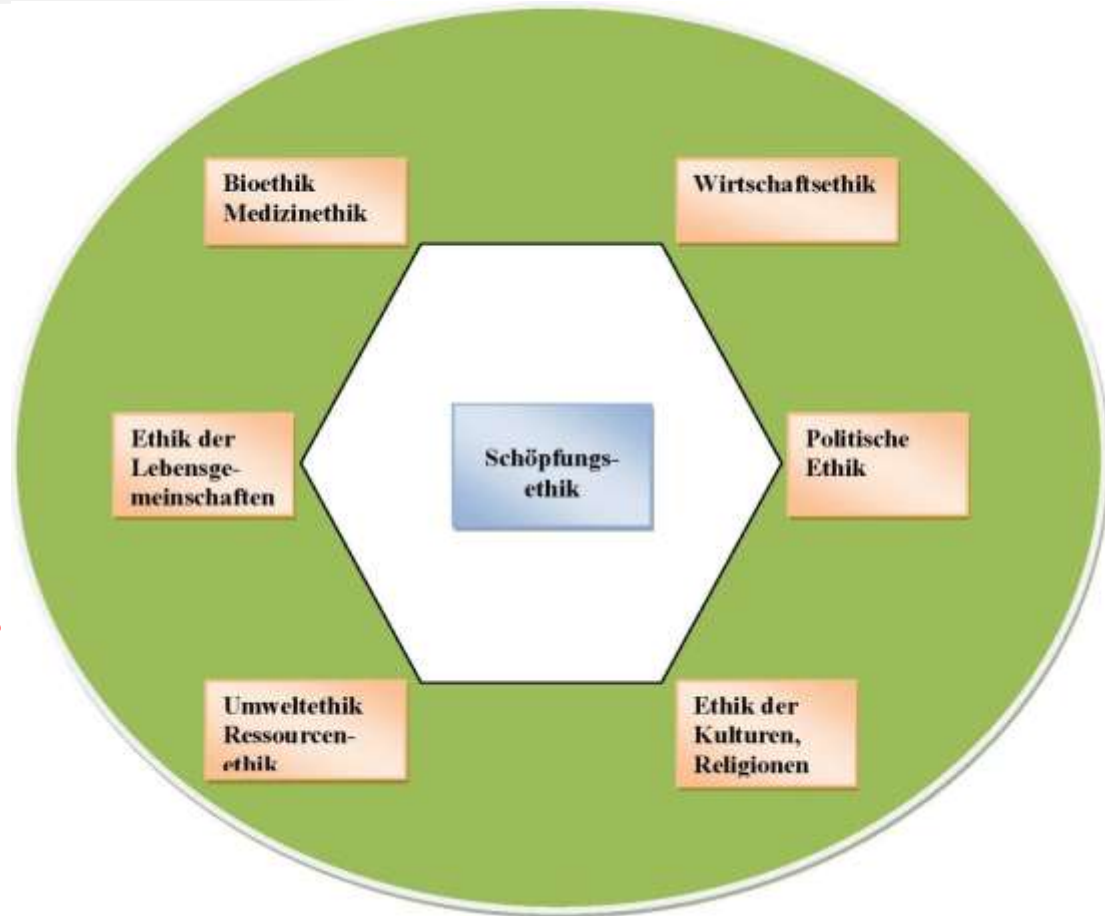 Bioethik
Medizinethik
Wirtschaftsethik
Ethik der
Lebensge-
meinschaften
Schöpfungs-
ethik
Politische
Ethik
Umweltethik
Ressourcen-
ethik
Ethik der
Kulturen,
Religionen